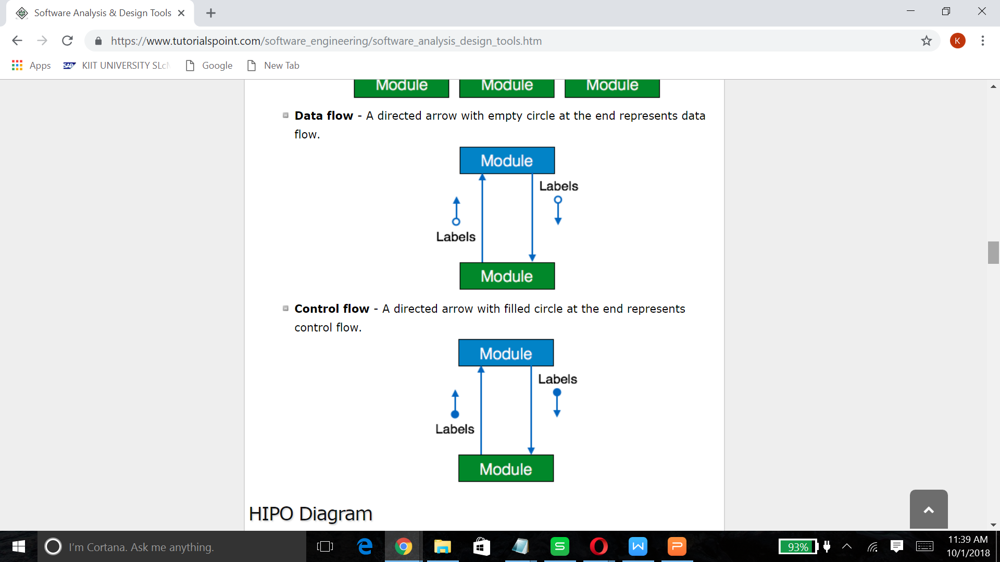 Software Analysis & Design Tools
https://www.tutorialspoint.com/software_engineering/software_analysis_design_tools.htm
K
Apps
SAP
KIIT UNIVERSITY SLcM
Google
New Tab
Module Module Module
Data flow - A directed arrow with empty circle at the end represents data
flow.
Module
Labels
Labels
Module
Control flow - A directed arrow with filled circle at the end represents
control flow.
Module
Labels
Labels
Module
HIPO Diagram
I'm Cortana. Ask me anything.
S
W
P
93%
11:39 AM
10/1/2018